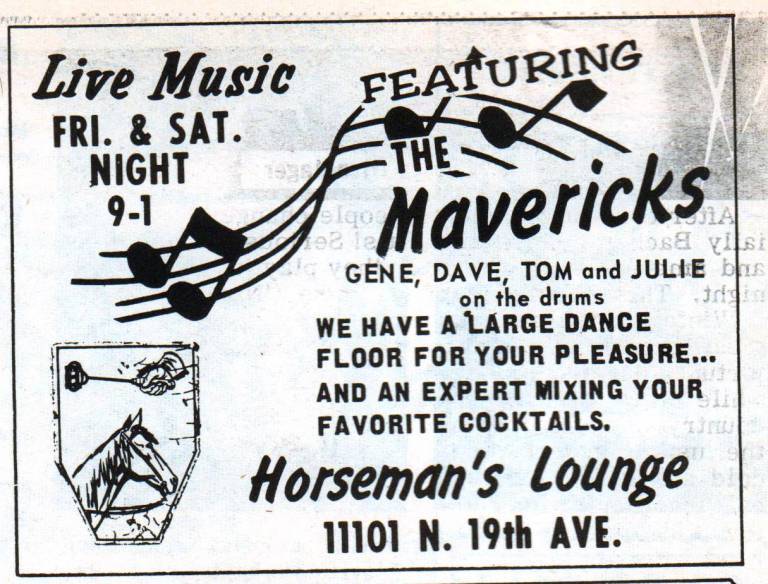 Live Music
FRI. & SAT.
NIGHT
9-1
FEATURING
THE
Mavericks
GENE, DAVE, TOM and JULIE
on the drums
WE HAVE A LARGE DANCE
FLOOR FOR YOUR PLEASURE...
AND AN EXPERT MIXING YOUR
FAVORITE COCKTAILS.
Horseman's Lounge
11101 N. 19th AVE.